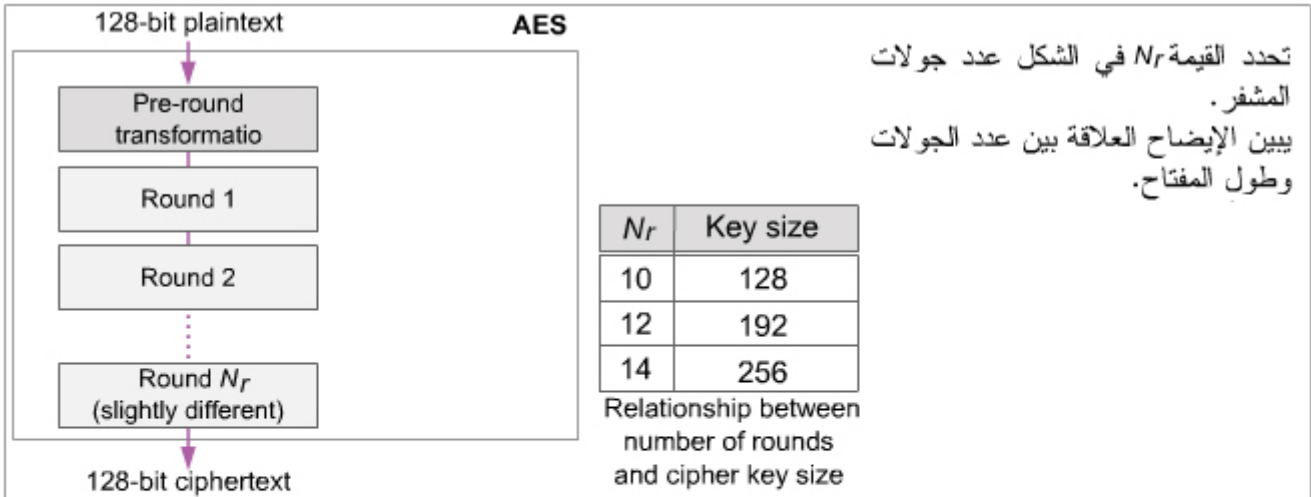 128-bit plaintext
AES
Pre-round
transformatio
Round 1
Round 2
Round Nr
(slightly different)
128-bit ciphertext
Nr Key size
10 128
12 192
14 256
Relationship between
number of rounds
and cipher key size
تحدد القيمة Nr في الشكل عدد جولات
المشفر.
يبين الإيضاح العلاقة بين عدد الجولات
وطول المفتاح.